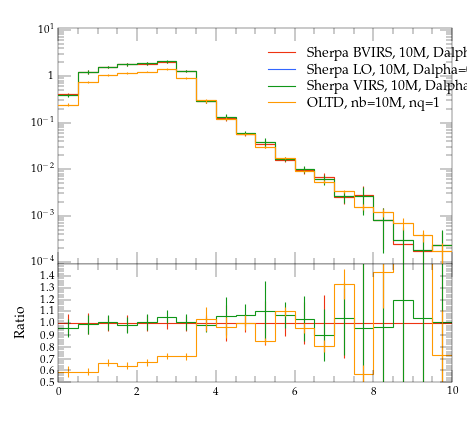 10^1
1
10^−1
10^−2
10^−3
10^−4
Sherpa BVIRS, 10M, Dalph
Sherpa LO, 10M, Dalpha=
Sherpa VIRS, 10M, Dalpha
OLTD, nb=10M, nq=1
1.4
1.3
1.2
1.1
1.0
0.9
0.8
0.7
0.6
0.5
Ratio
0 2 4 6 8 10